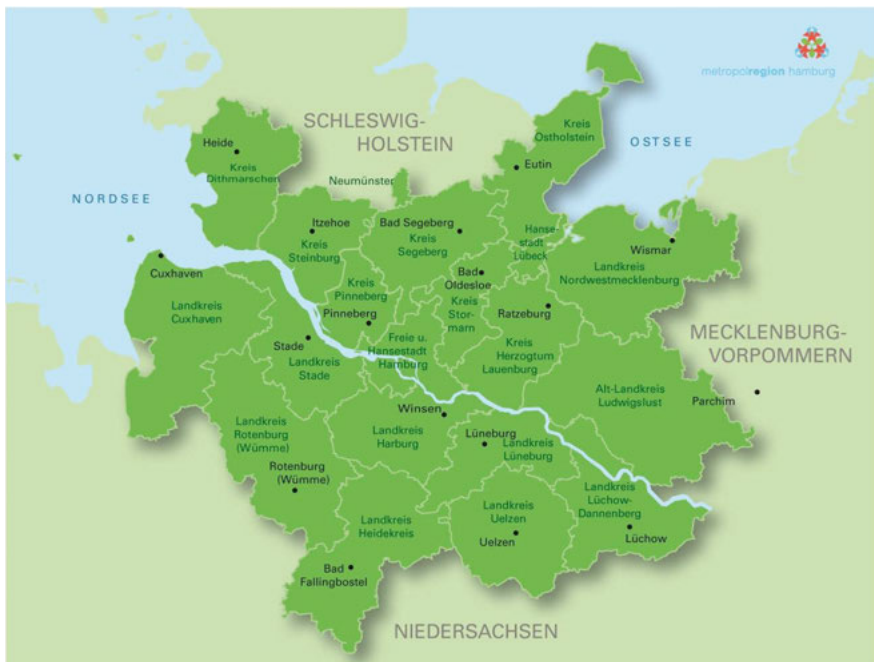 metropolregion hamburg
SCHLESWIG-
HOLSTEIN
Kreis
Ostholstein
OSTSEE
Heide
Kreis
Dithmarschen
Neumünster
Eutin
NORDSEE
Itzehoe
Kreis
Steinburg
Bad Segeberg
Kreis
Segeberg
Hanse-
stadt
Lübeck
Wismar
Landkreis
Nordwestmecklenburg
Cuxhaven
Landkreis
Cuxhaven
Kreis
Pinneberg
Pinneberg
Bad
Oldesloe
Kreis
Stor-
marn
Ratzeburg
Kreis
Herzogtum
Lauenburg
MECKLENBURG-
VORPOMMERN
Stade
Landkreis
Stade
Freie u.
Hansestadt
Hamburg
Alt-Landkreis
Ludwigslust
Parchim
Winsen
Landkreis
Harburg
Lüneburg
Landkreis
Lüneburg
Landkreis
Rotenburg
(Wümme)
Rotenburg
(Wümme)
Landkreis
Heidekreis
Landkreis
Uelzen
Uelzen
Landkreis
Lüchow-
Dannenberg
Lüchow
Bad
Fallingbostel
NIEDERSACHSEN